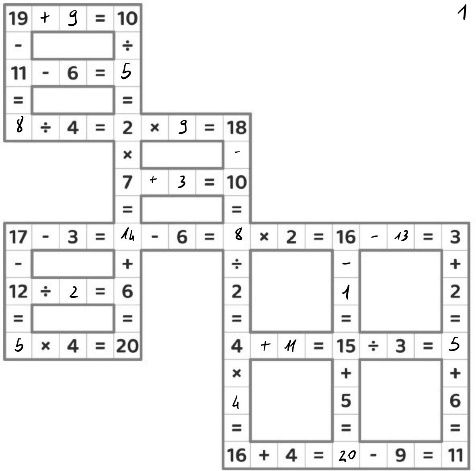 19 + 9 = 10 1
- ÷
11 - 6 = 5
= =
8 ÷ 4 = 2 × 9 = 18
× -
7 + 3 = 10
= =
17 - 3 = 14 - 6 = 8 × 2 = 16 - 13 = 3
- + ÷ - +
12 ÷ 2 = 6 2 1 2
= = = = =
5 × 4 = 20 4 + 11 = 15 ÷ 3 = 5
× + +
4 5 6
= = =
16 + 4 = 20 - 9 = 11